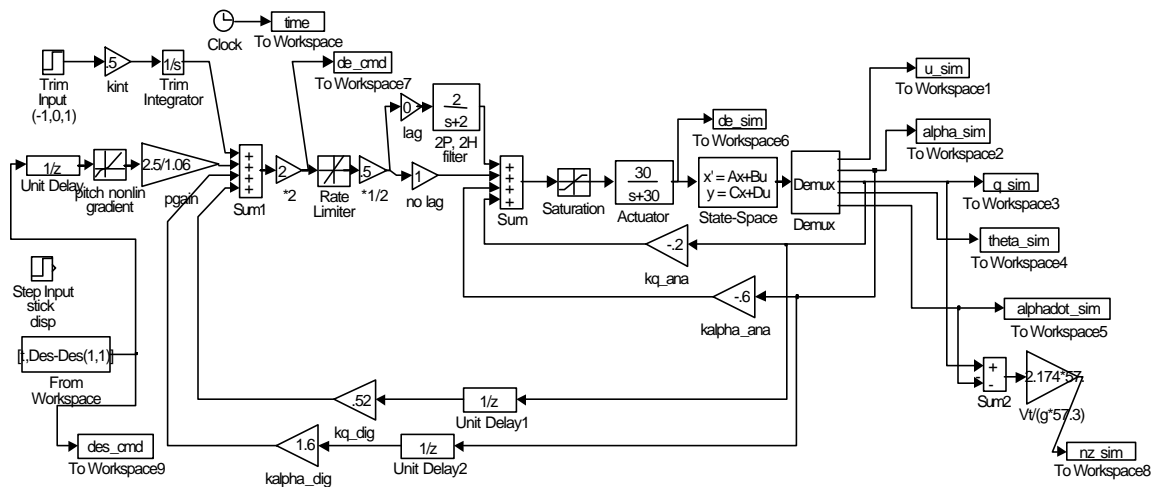 time
Clock
To Workspace
Trim
Input
(-1,0,1)
.5
kint
1/s
Trim
Integrator
de_cmd
To Workspace7
0
lag
2
s+2
2P, 2H
filter
1/z
Unit Delay
pitch nonlin
gradient
2.5/1.06
pgain
+
+
+
+
Sum1
2
*2
Rate
Limiter
.5
*1/2
1
no lag
+
+
+
+
Sum
Saturation
30
s+30
Actuator
de_sim
To Workspace6
x' = Ax+Bu
y = Cx+Du
State-Space
Demux
Demux
u_sim
To Workspace1
alpha_sim
To Workspace2
q_sim
To Workspace3
theta_sim
To Workspace4
alphadot_sim
To Workspace5
-.2
kq_ana
-.6
kalpha_ana
Step Input
stick
disp
[t,Des-Des(1,1)]
From
Workspace
des_cmd
To Workspace9
.52
kq_dig
1/z
Unit Delay1
1.6
kalpha_dig
1/z
Unit Delay2
+
-
Sum2
2.174*57
Vt/(g*57.3)
nz_sim
To Workspace8